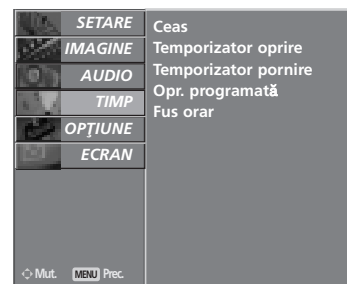 SETARE
IMAGINE
AUDIO
TIMP
OPŢIUNE
ECRAN
Ceas
Temporizator oprire
Temporizator pornire
Opr. programată
Fus orar
Mut. MENU Prec.